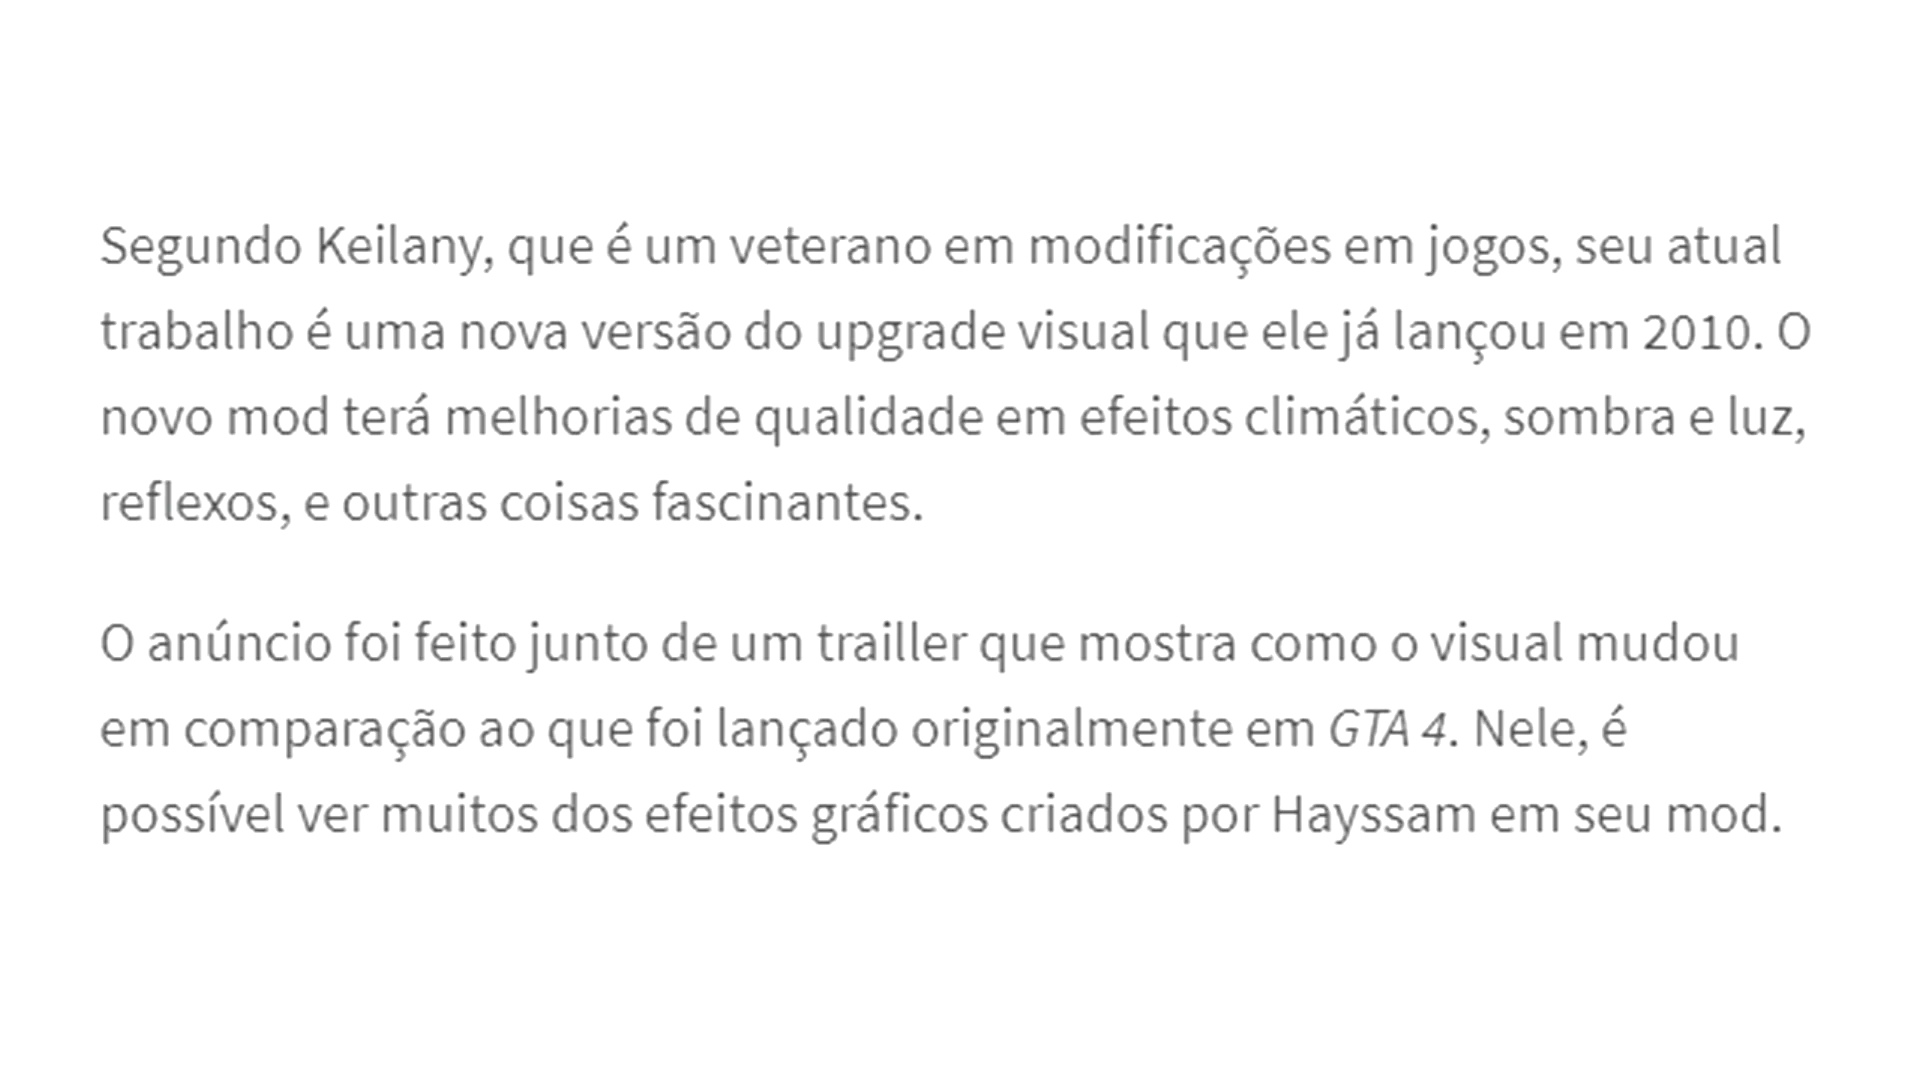 Segundo Keilany, que é um veterano em modificações em jogos, seu atual
trabalho é uma nova versão do upgrade visual que ele já lançou em 2010. O
novo mod terá melhorias de qualidade em efeitos climáticos, sombra e luz,
reflexos, e outras coisas fascinantes.
O anúncio foi feito junto de um trailler que mostra como o visual mudou
em comparação ao que foi lançado originalmente em GTA 4. Nele, é
possível ver muitos dos efeitos gráficos criados por Hayssam em seu mod.